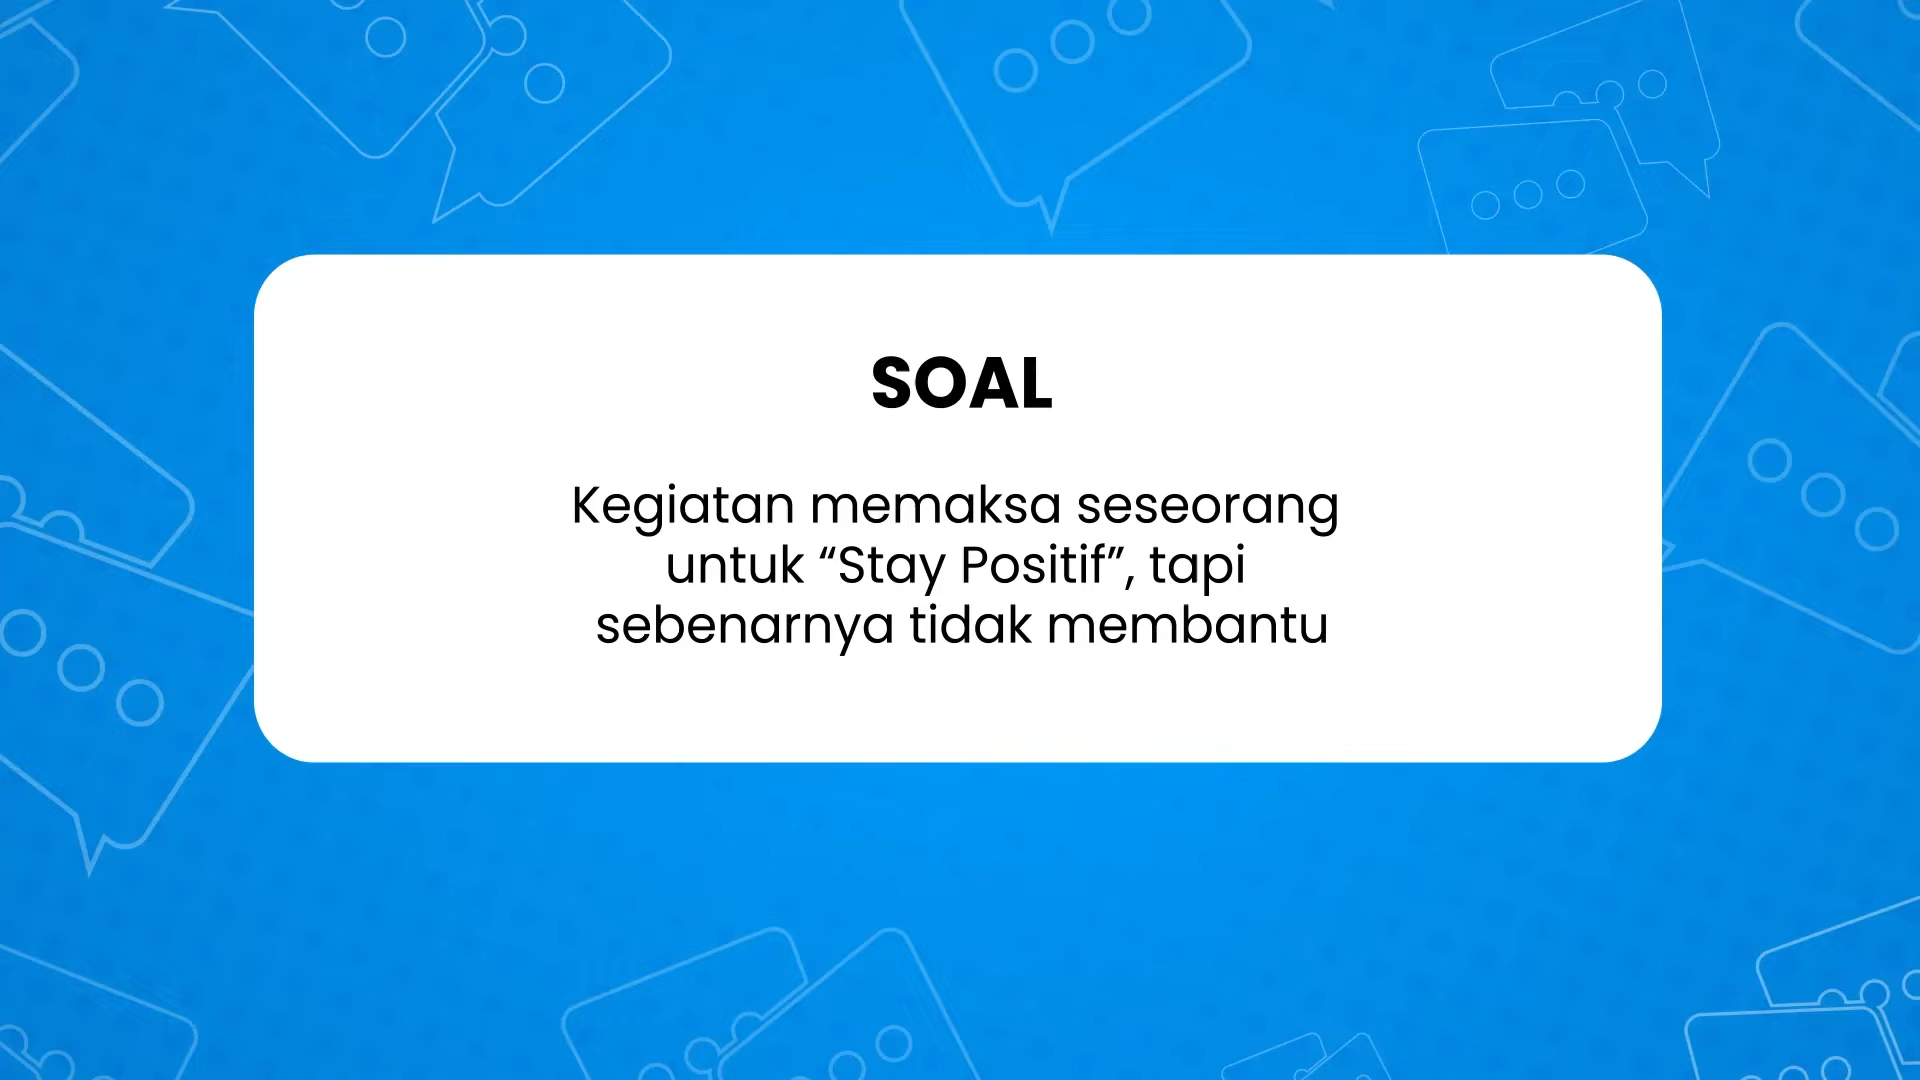 SOAL
Kegiatan memaksa seseorang
untuk “Stay Positif”, tapi
sebenarnya tidak membantu